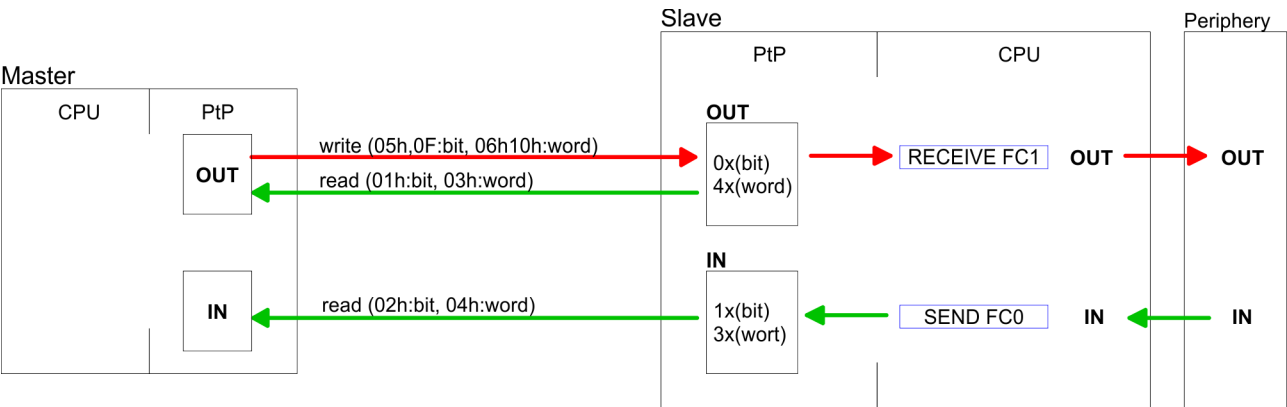 Slave
Periphery
PtP
CPU
Master
CPU
PtP
OUT
write (05h,0F:bit, 06h10h:word)
0x(bit)
RECEIVE FC1
OUT
OUT
OUT
read (01h:bit, 03h:word)
4x(word)
IN
IN
read (02h:bit, 04h:word)
1x(bit)
3x(wort)
SEND FC0
IN
IN